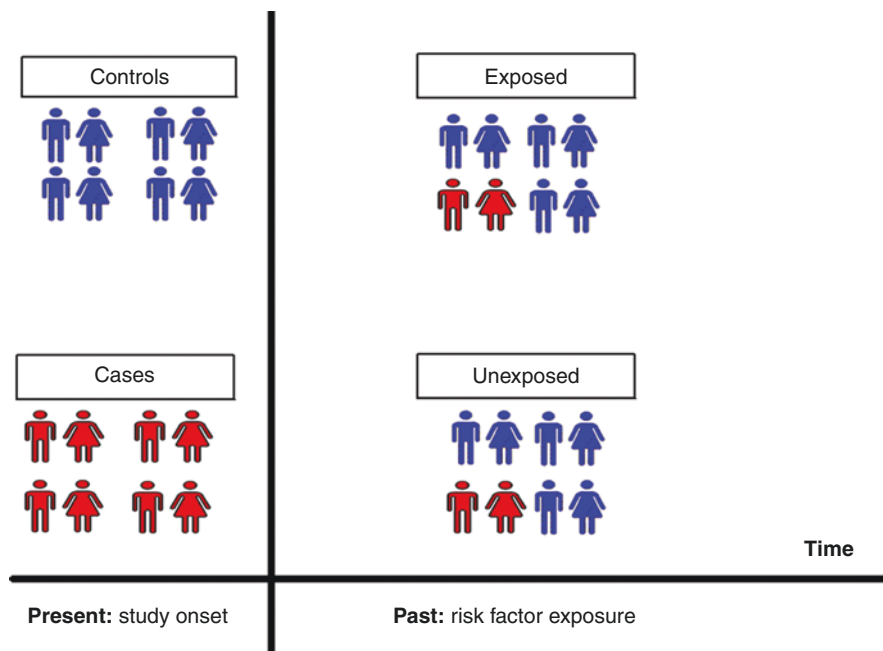 Controls
Exposed
Cases
Unexposed
Time
Present: study onset
Past: risk factor exposure